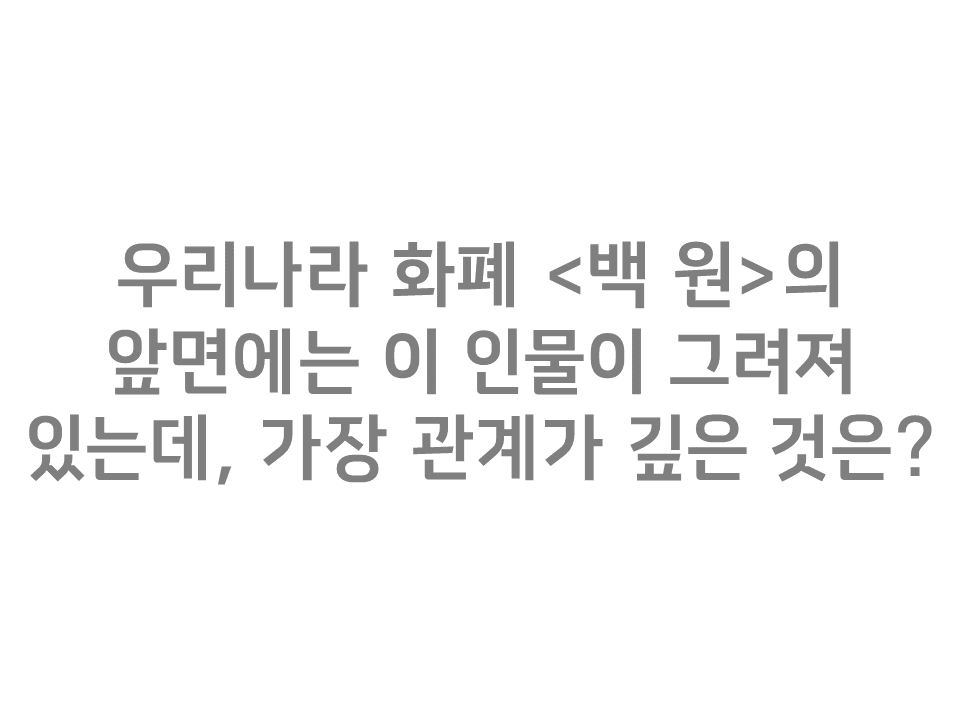 우리나라 화폐 <백 원>의
앞면에는 이 인물이 그려져
있는데, 가장 관계가 깊은 것은?